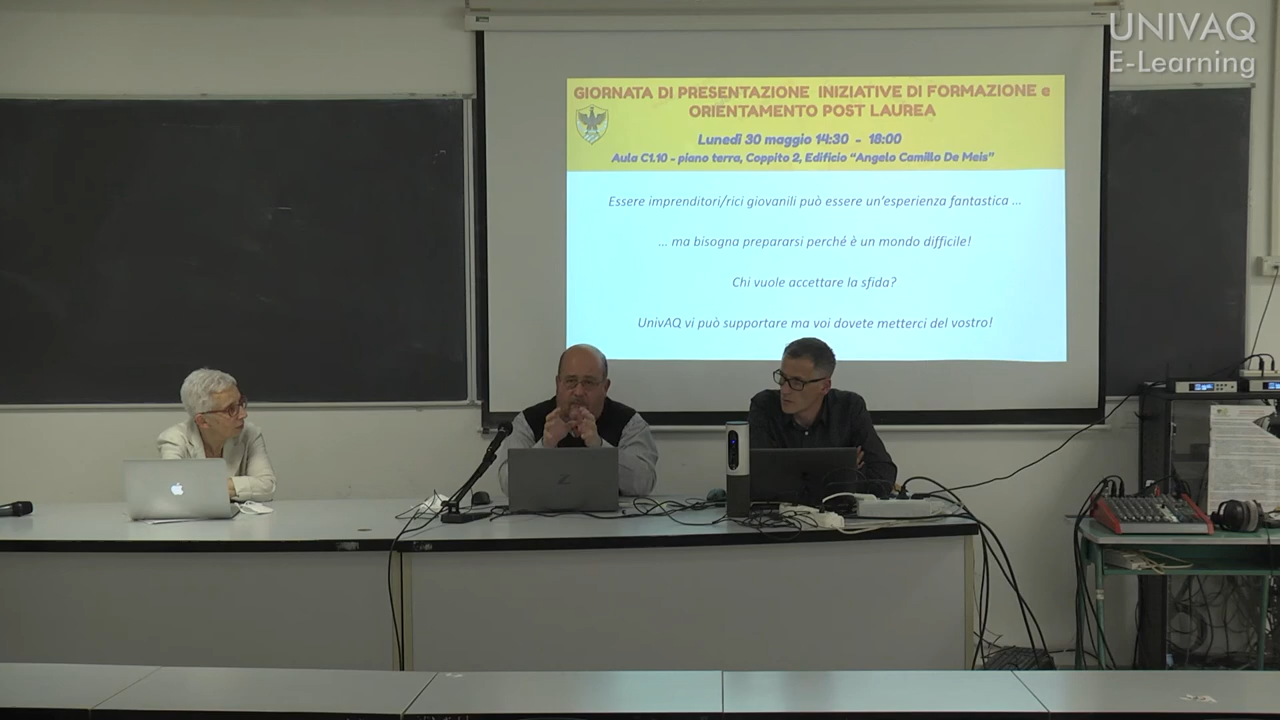 UNIVAQ
E-Learning
GIORNATA DI PRESENTAZIONE INIZIATIVE DI FORMAZIONE e
ORIENTAMENTO POST LAUREA
Lunedì 30 maggio 14:30 - 18:00
Aula C1.10 - piano terra, Coppito 2, Edificio “Angelo Camillo De Meis”
Essere imprenditori/rici giovanili può essere un’esperienza fantastica ...
... ma bisogna prepararsi perché è un mondo difficile!
Chi vuole accettare la sfida?
UnivAQ vi può supportare ma voi dovete metterci del vostro!